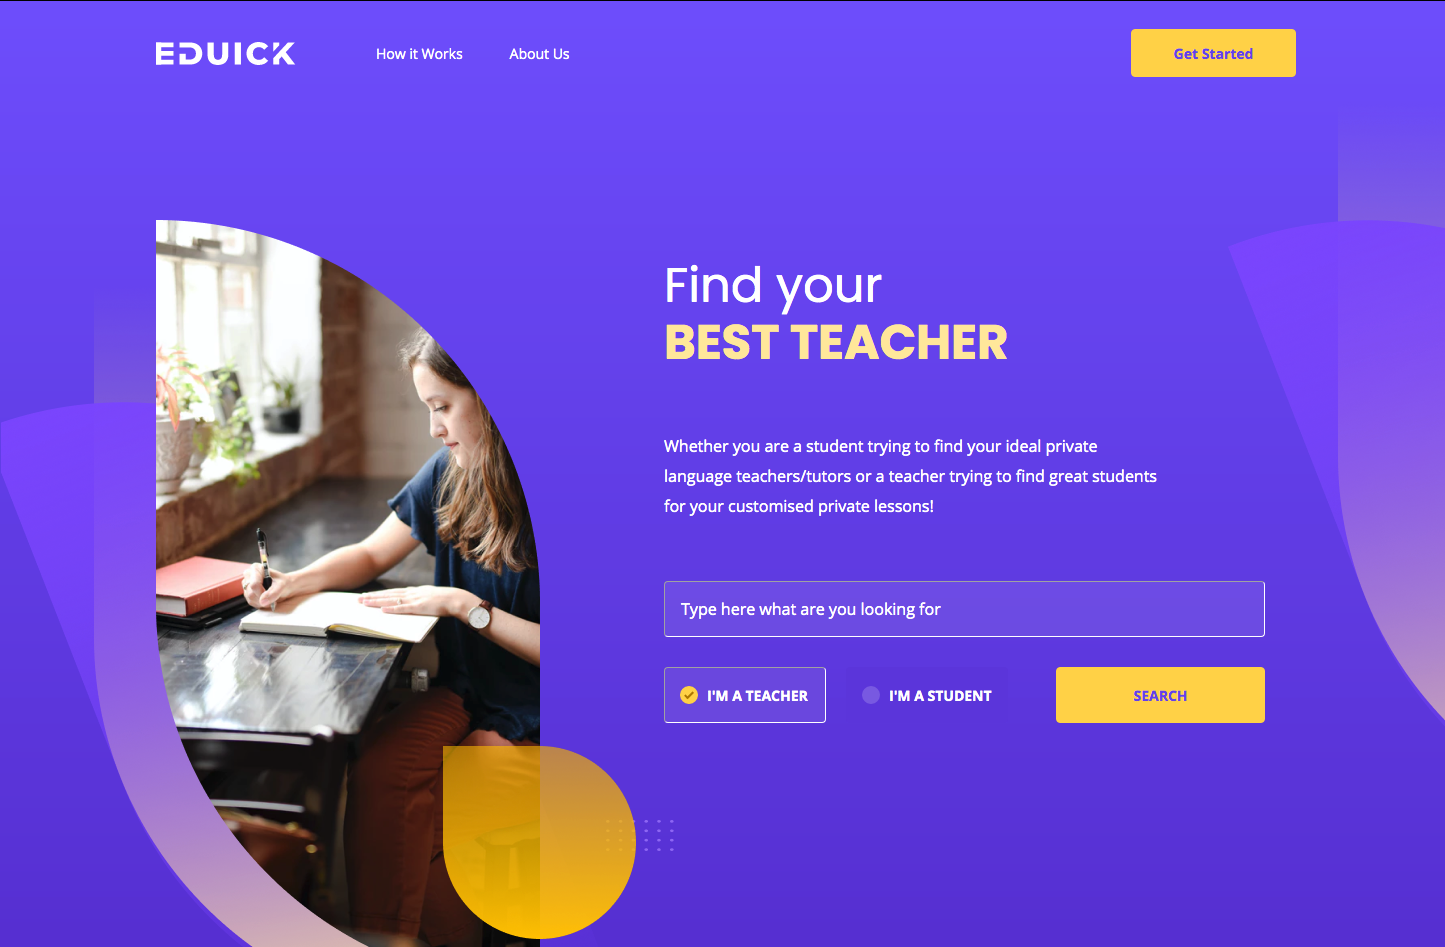 EDUICK
How it Works
About Us
Get Started
Find your
BEST TEACHER
Whether you are a student trying to find your ideal private
language teachers/tutors or a teacher trying to find great students
for your customised private lessons!
Type here what are you looking for
I'M A TEACHER
I'M A STUDENT
SEARCH